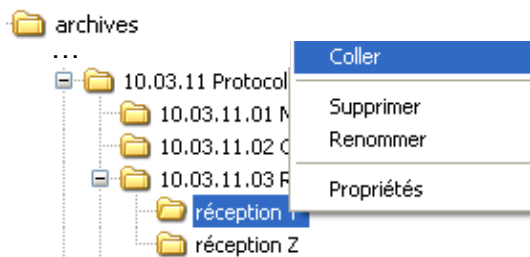 archives
...
10.03.11 Protocol
10.03.11.01
10.03.11.02
10.03.11.03 R
réception
réception Z
Coller
Supprimer
Renommer
Propriétés